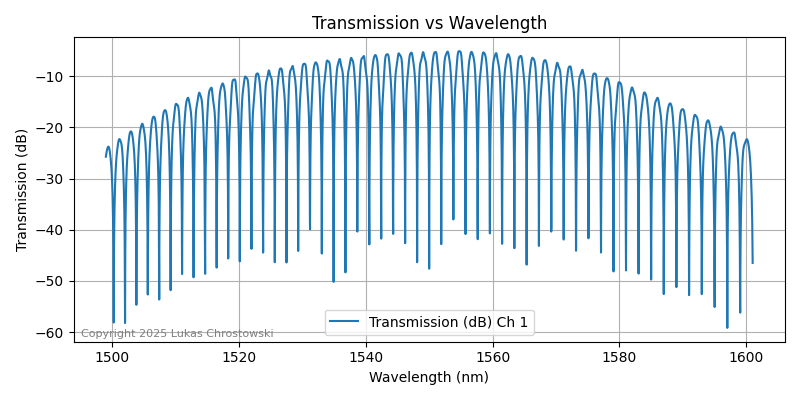 Transmission vs Wavelength
Transmission (dB)
−10
−20
−30
−40
−50
−60
Transmission (dB) Ch 1
Copyright 2025 Lukas Chrostowski
1500
1520
1540
1560
1580
1600
Wavelength (nm)